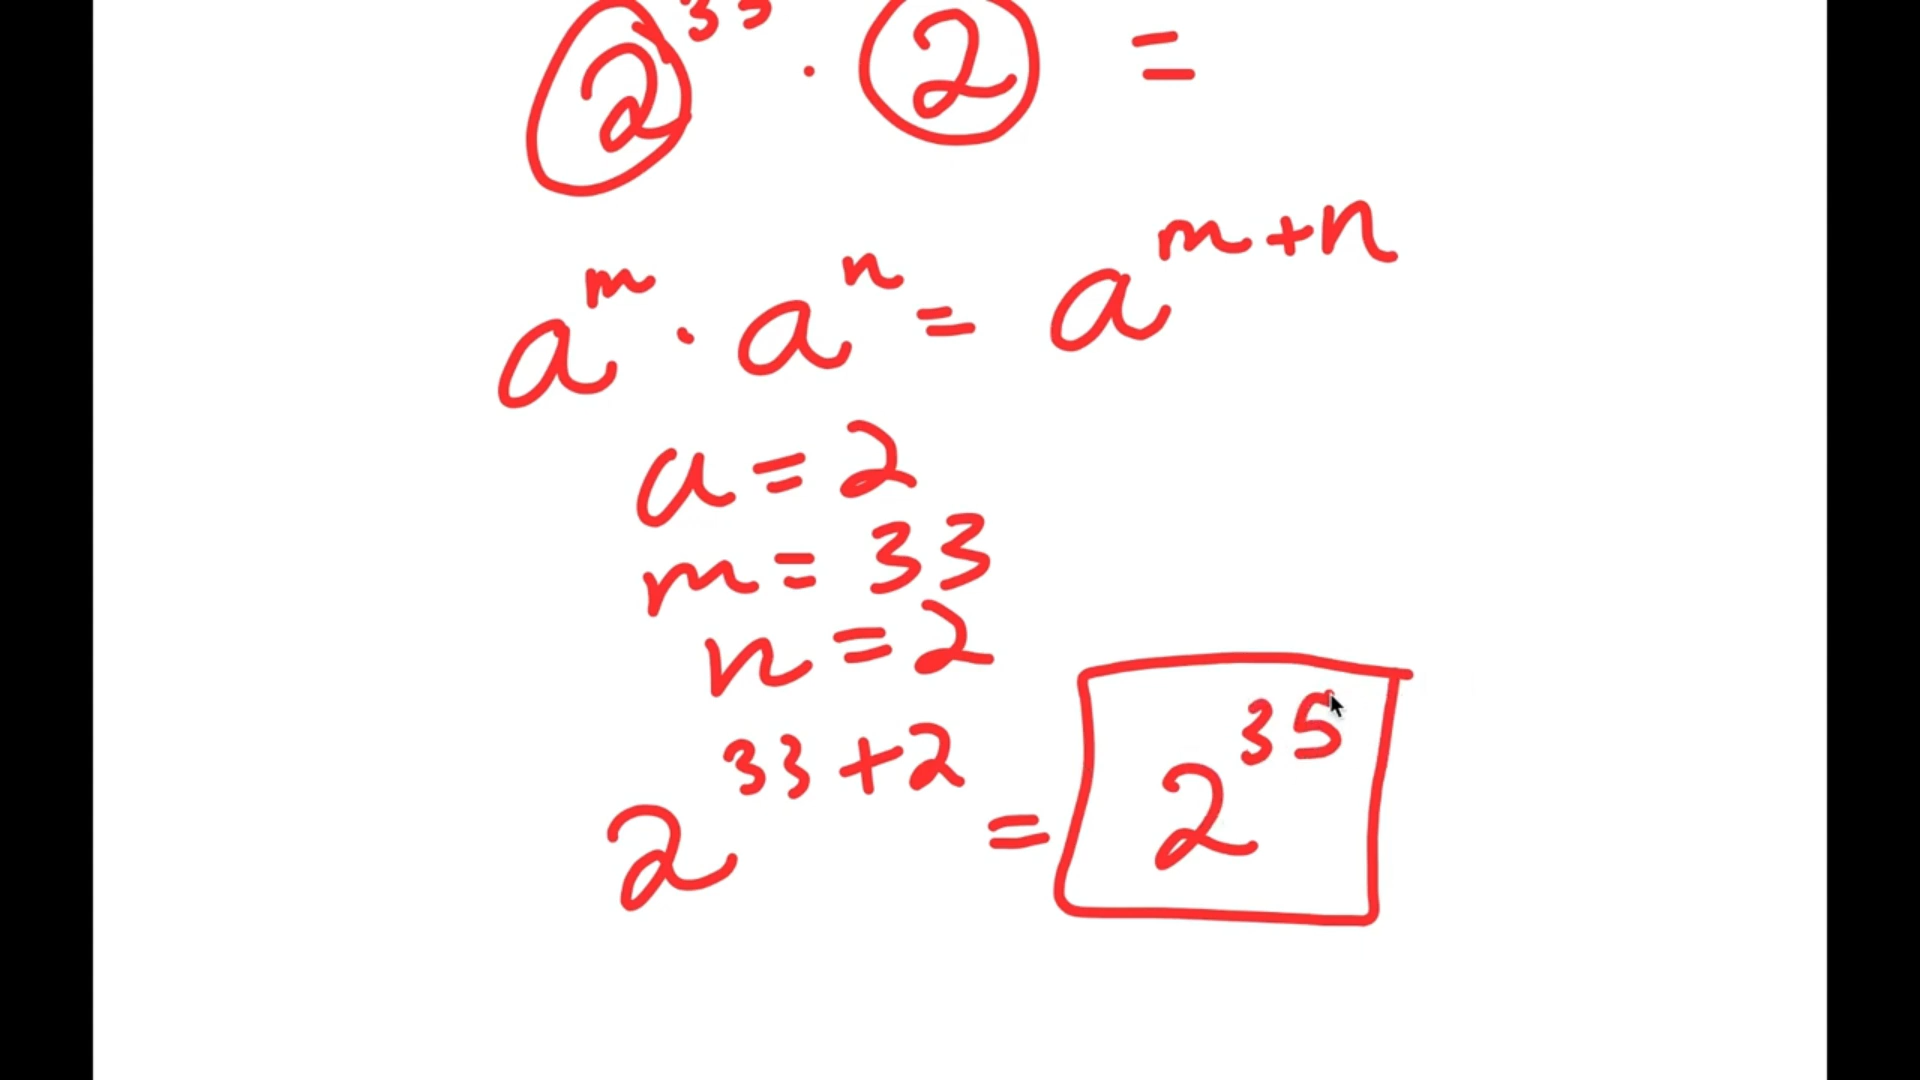 2³³ · 2 =
aᵐ · aⁿ = aᵐ⁺ⁿ
a = 2
m = 33
n = 2
2³³⁺² = 2³⁵